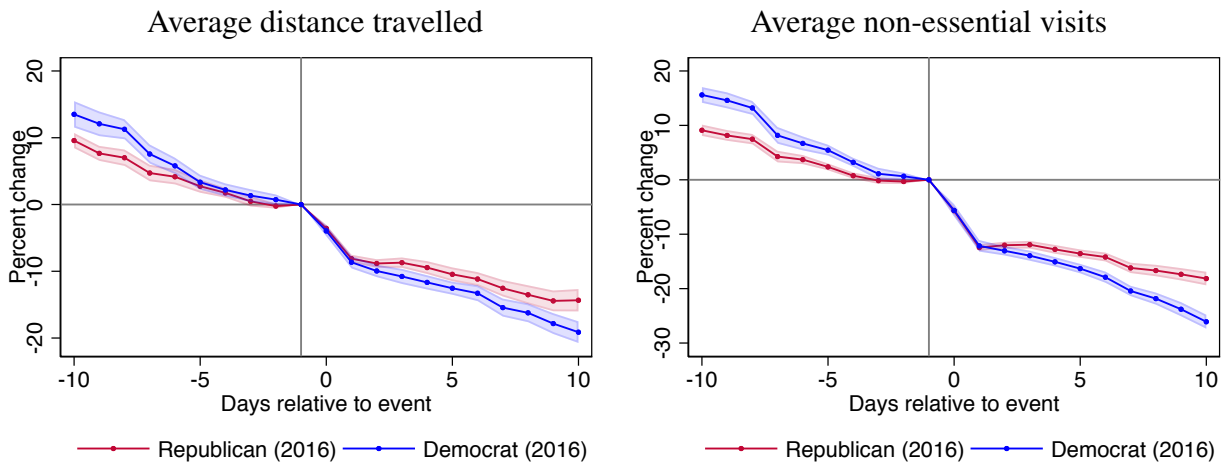 Average distance travelled
Percent change
20
10
0
-10
-20
-10 -5 0 5 10
Days relative to event
Republican (2016) Democrat (2016)
Average non-essential visits
Percent change
20
10
0
-10
-20
-30
-10 -5 0 5 10
Days relative to event
Republican (2016) Democrat (2016)